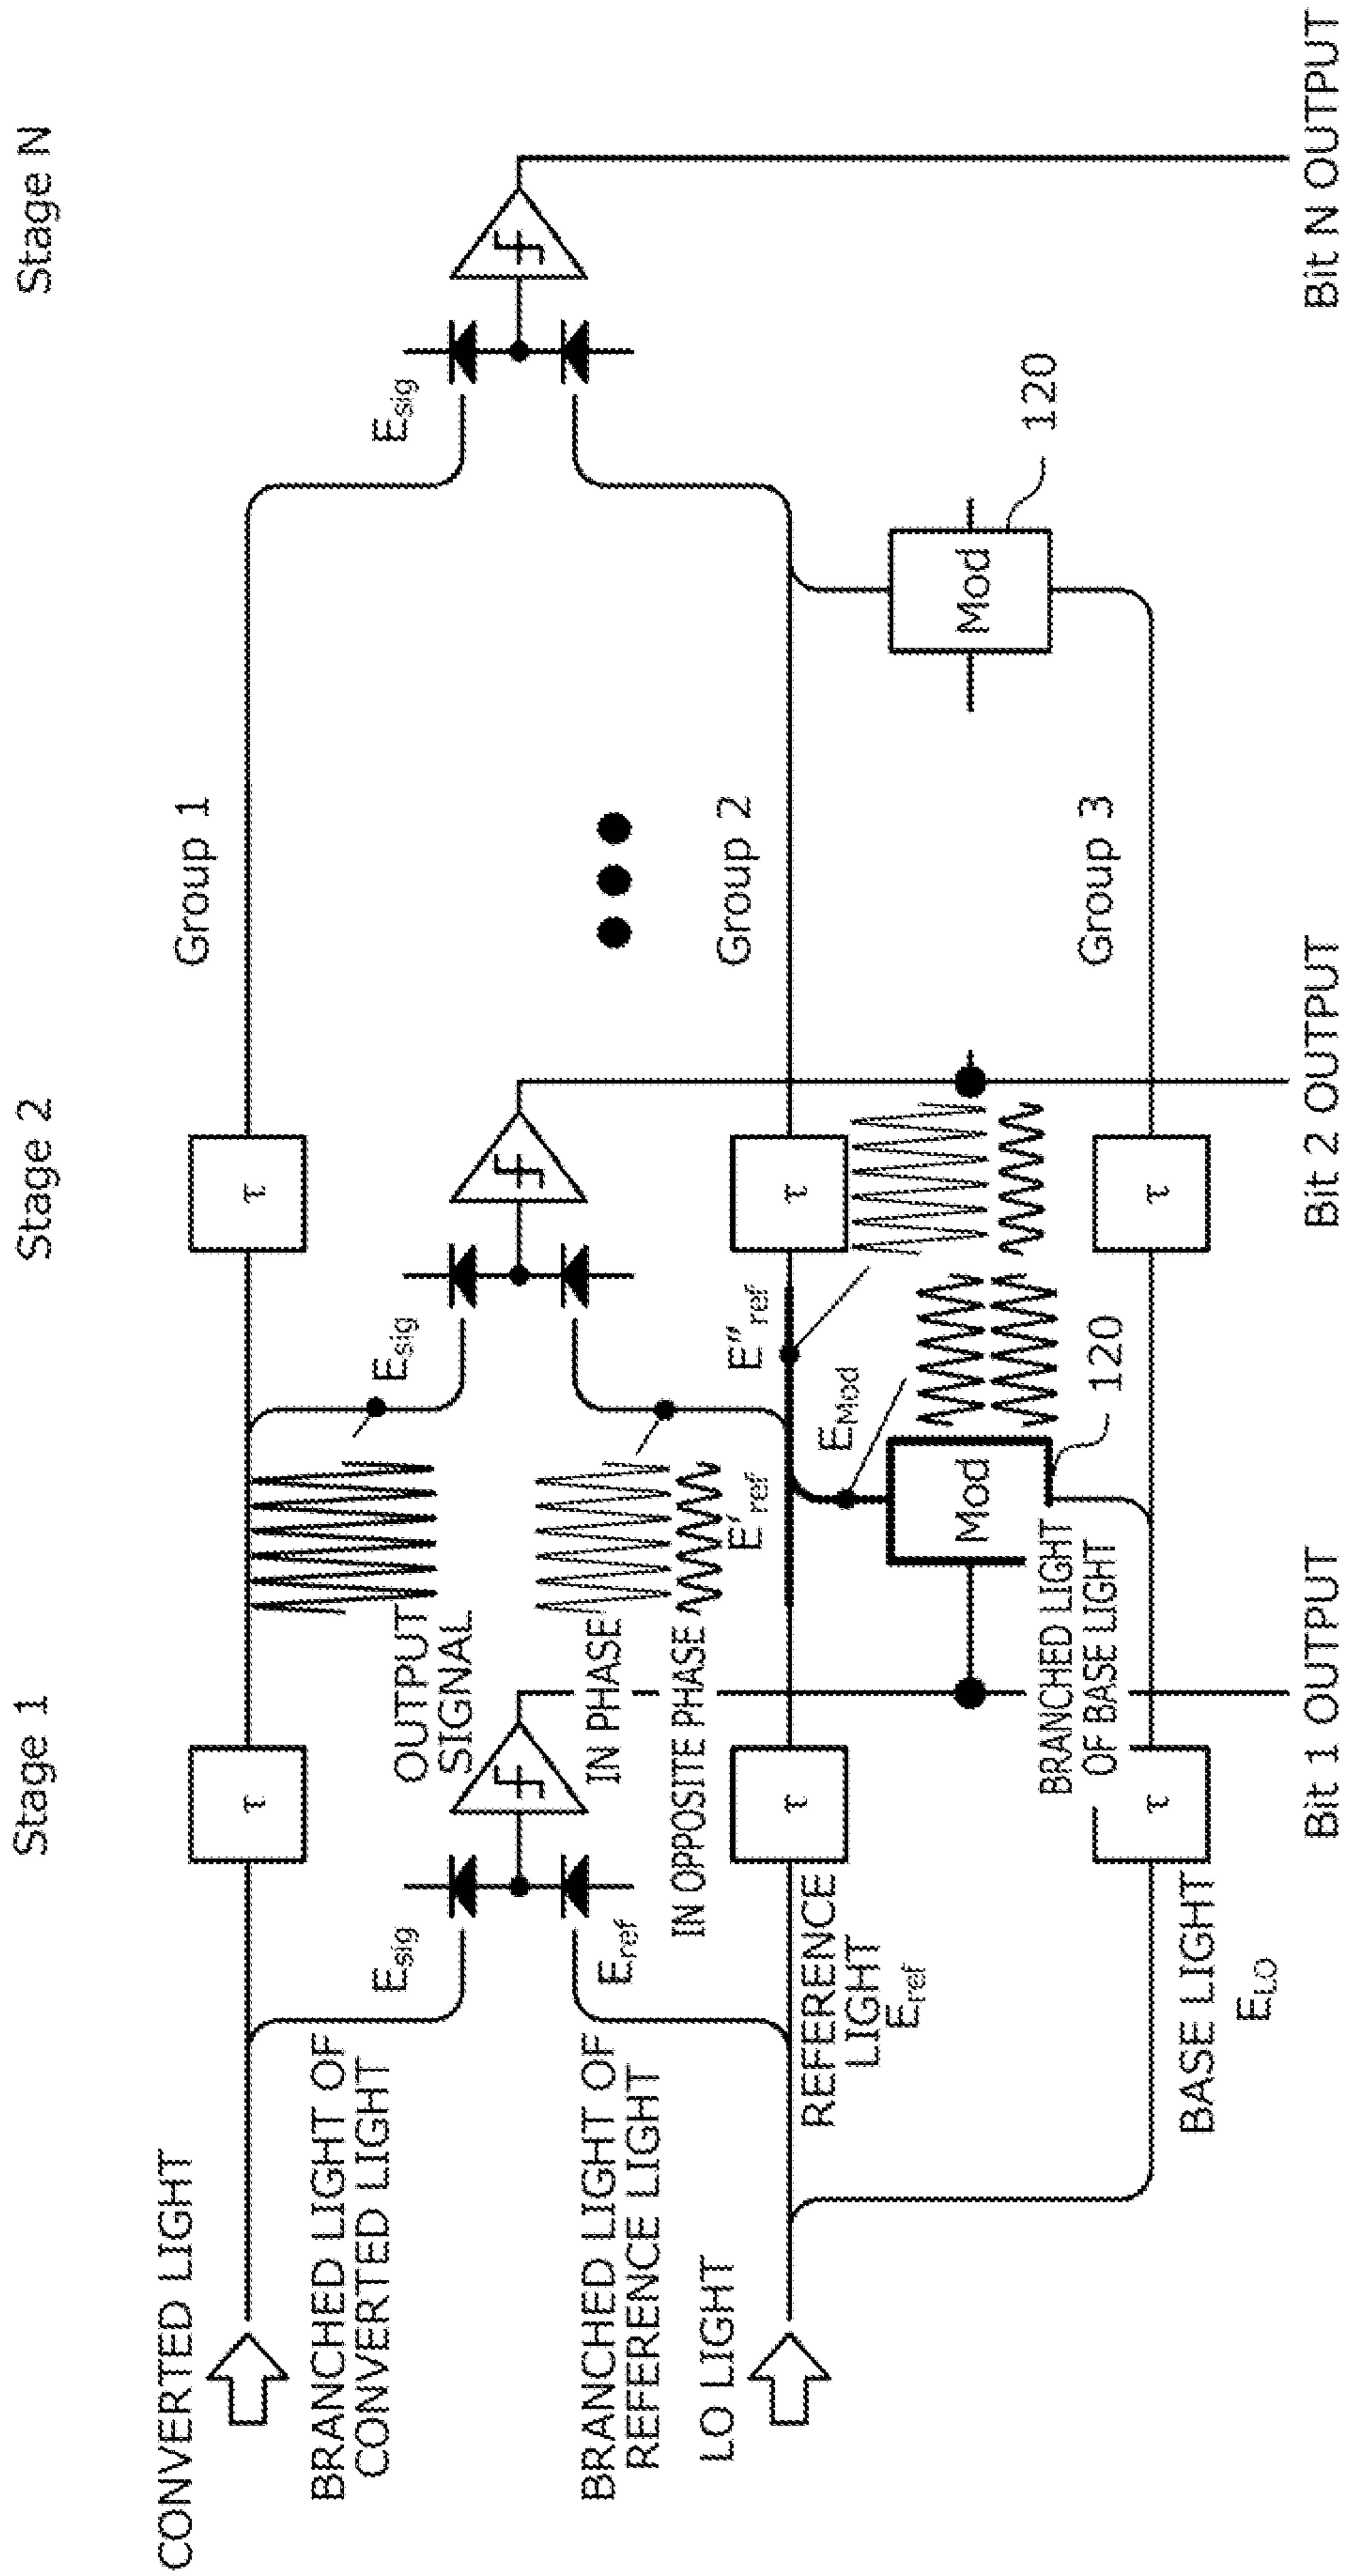 Stage 1
Stage 2
Stage N
CONVERTED LIGHT
Group 1
τ
τ
BRANCHED LIGHT OF
CONVERTED LIGHT
Esig
OUTPUT
SIGNAL
Esig
Esig
BRANCHED LIGHT OF
REFERENCE LIGHT
Eref
IN PHASE
IN OPPOSITE PHASE
E'ref
LO LIGHT
E"ref
Group 2
τ
τ
REFERENCE
LIGHT
Eref
EMod
Mod
Mod
120
120
BRANCHED LIGHT
OF BASE LIGHT
Group 3
τ
τ
BASE LIGHT
ELO
Bit 1 OUTPUT
Bit 2 OUTPUT
Bit N OUTPUT